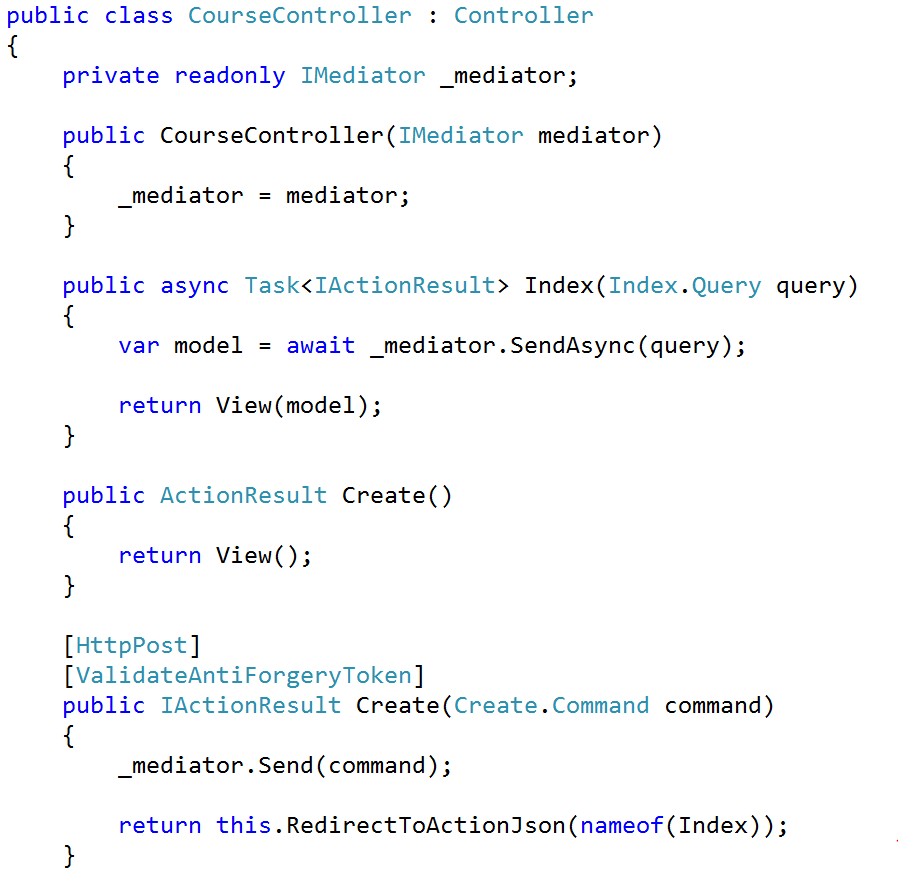 public class CourseController : Controller
{
    private readonly IMediator _mediator;

    public CourseController(IMediator mediator)
    {
        _mediator = mediator;
    }

    public async Task<IActionResult> Index(Index.Query query)
    {
        var model = await _mediator.SendAsync(query);

        return View(model);
    }

    public ActionResult Create()
    {
        return View();
    }

    [HttpPost]
    [ValidateAntiForgeryToken]
    public IActionResult Create(Create.Command command)
    {
        _mediator.Send(command);

        return this.RedirectToActionJson(nameof(Index));
    }